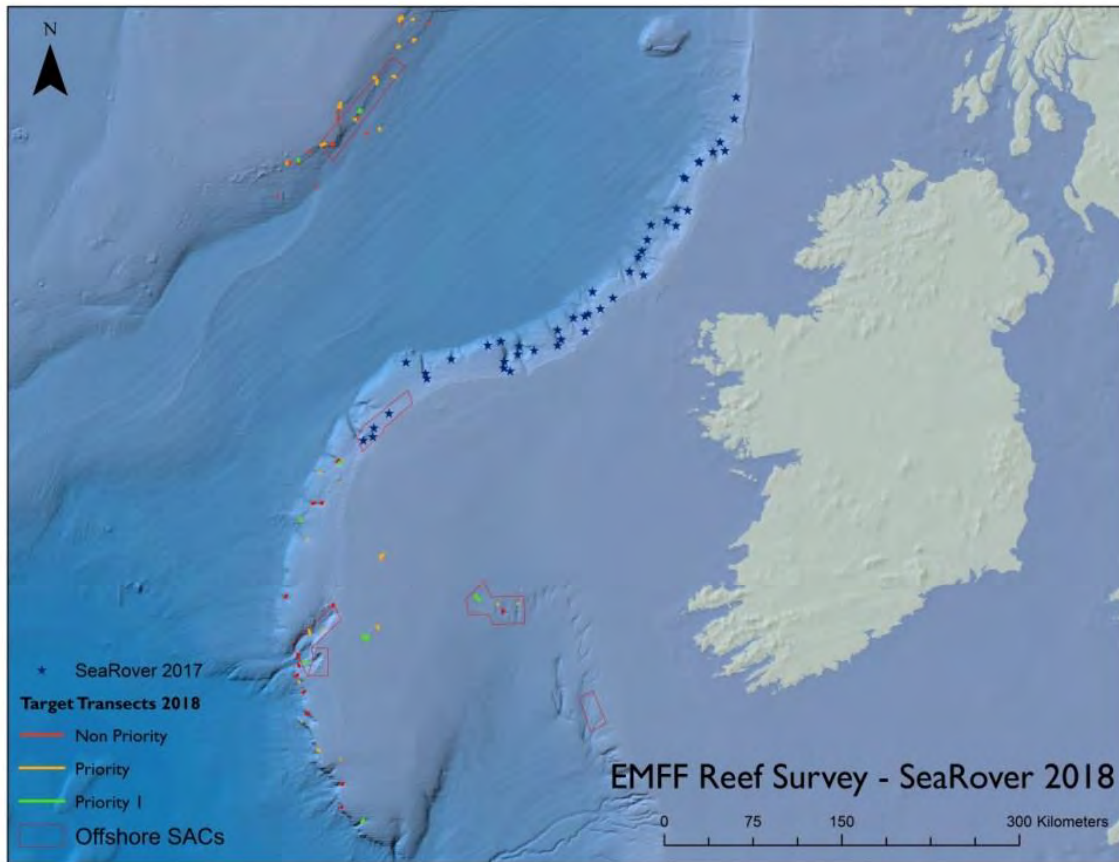 N
SeaRover 2017
Target Transects 2018
Non Priority
Priority
Priority 1
Offshore SACs
EMFF Reef Survey - SeaRover 2018
0 75 150 300 Kilometers